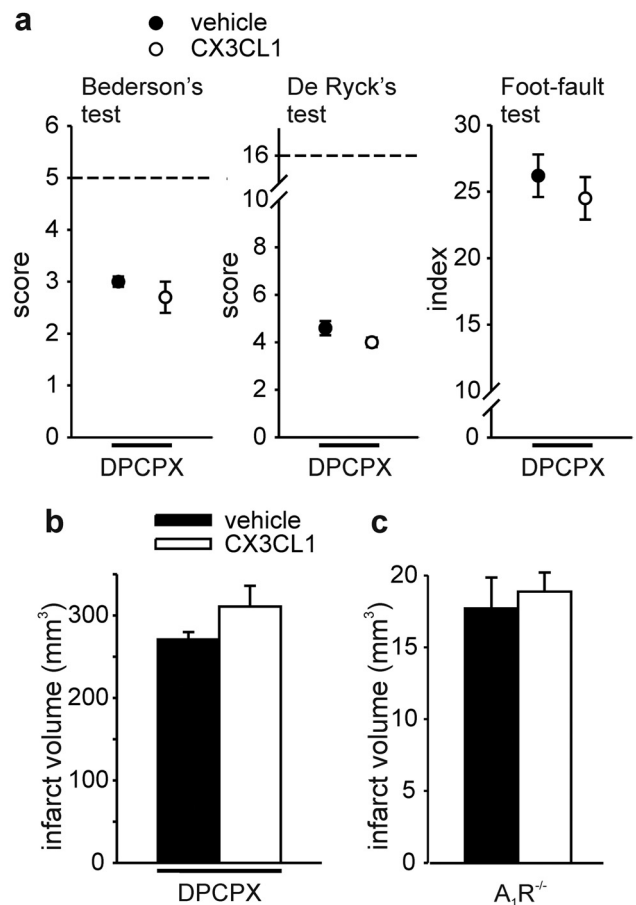 a
vehicle
CX3CL1
Bederson's
test
De Ryck's
test
Foot-fault
test
score
6
5
4
3
2
1
0
DPCPX
score
16
10
8
6
4
2
0
DPCPX
index
30
25
20
15
10
0
DPCPX
b
vehicle
CX3CL1
infarct volume (mm³)
300
200
100
0
DPCPX
c
infarct volume (mm³)
20
15
10
5
0
A₁R⁻/⁻